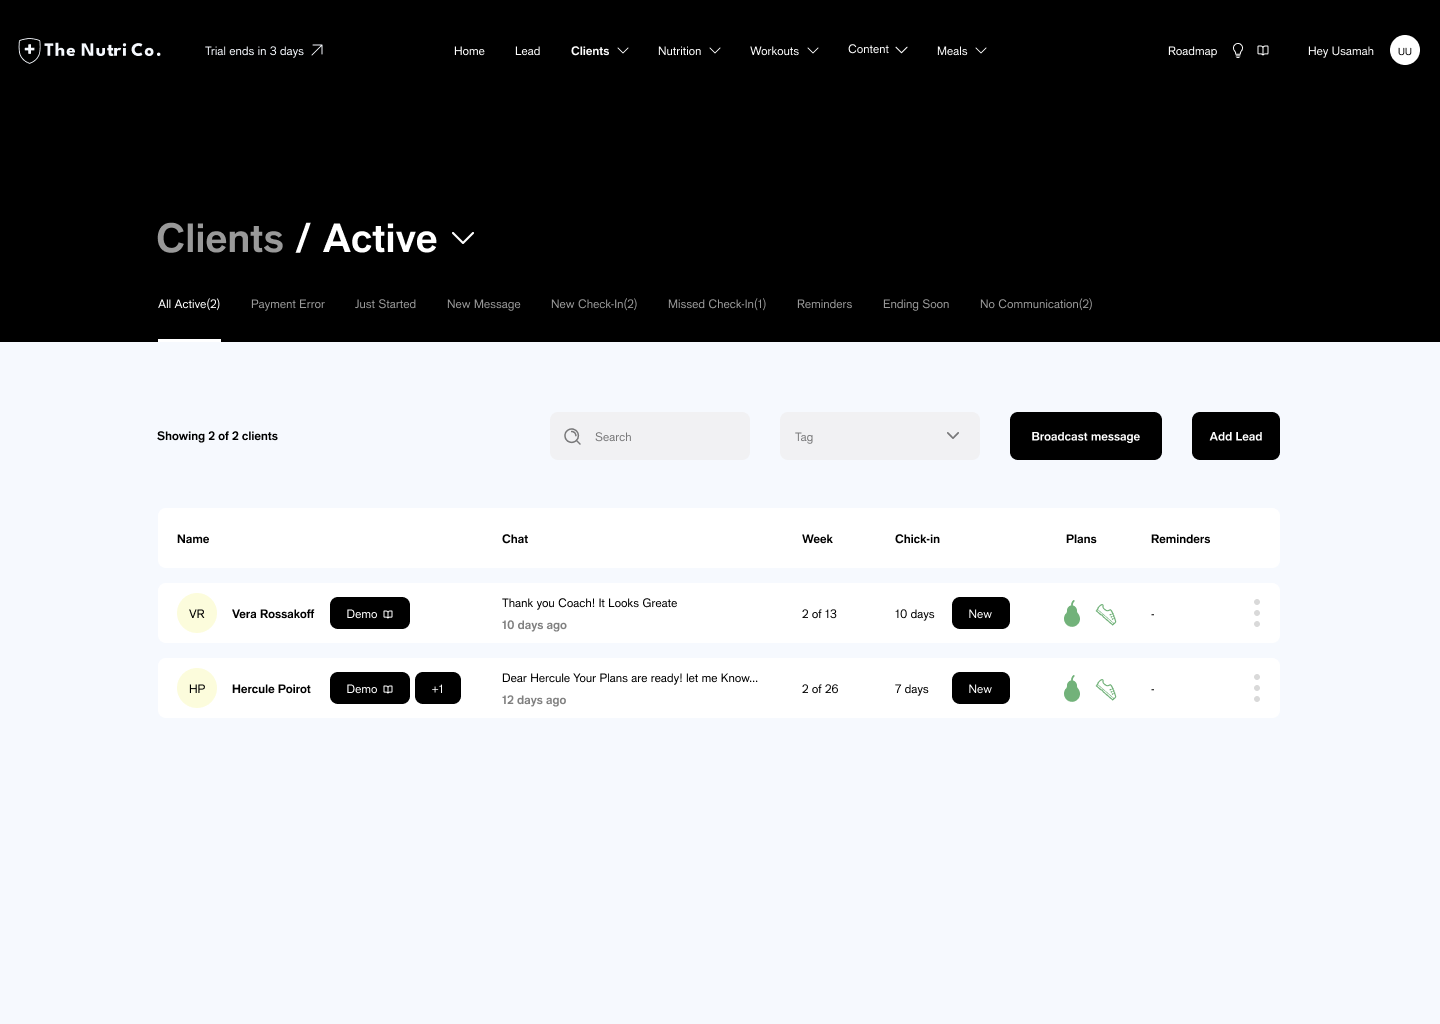 The Nutri Co.
Trial ends in 3 days
Home
Lead
Clients
Nutrition
Workouts
Content
Meals
Roadmap
Hey Usamah
UU
Clients / Active
All Active(2)
Payment Error
Just Started
New Message
New Check-In(2)
Missed Check-In(1)
Reminders
Ending Soon
No Communication(2)
Showing 2 of 2 clients
Search
Tag
Broadcast message
Add Lead
Name
Chat
Week
Chick-in
Plans
Reminders
VR
Vera Rossakoff
Demo
Thank you Coach! It Looks Greate
10 days ago
2 of 13
10 days
New
-
HP
Hercule Poirot
Demo
+1
Dear Hercule Your Plans are ready! let me Know...
12 days ago
2 of 26
7 days
New
-